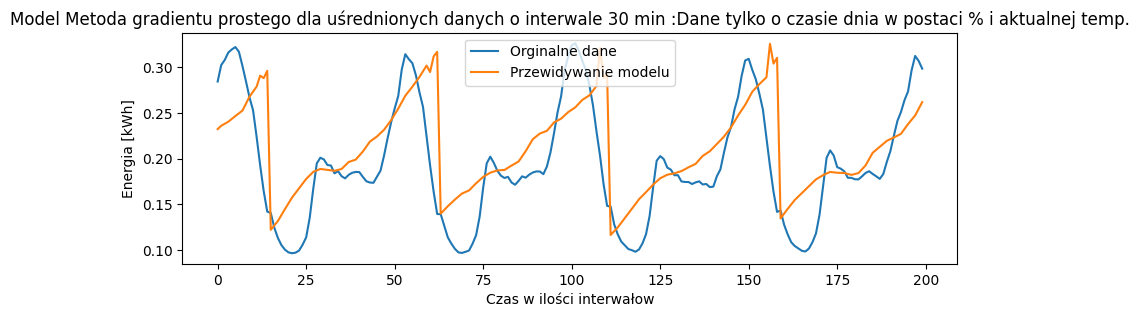 Model Metoda gradientu prostego dla uśrednionych danych o interwale 30 min :Dane tylko o czasie dnia w postaci % i aktualnej temp.
Orginalne dane
Przewidywanie modelu
Energia [kWh]
0.30
0.25
0.20
0.15
0.10
0 25 50 75 100 125 150 175 200
Czas w ilości interwałow